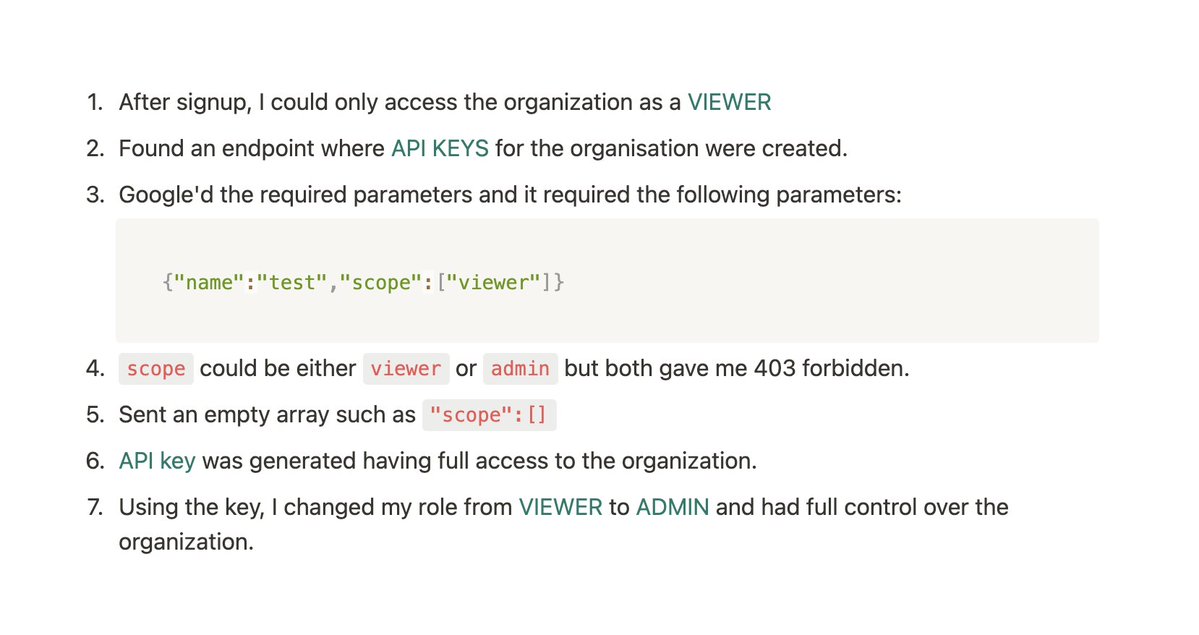 1. After signup, I could only access the organization as a VIEWER
2. Found an endpoint where API KEYS for the organisation were created.
3. Google'd the required parameters and it required the following parameters:
{"name":"test","scope":["viewer"]}
4. scope could be either viewer or admin but both gave me 403 forbidden.
5. Sent an empty array such as "scope":[]
6. API key was generated having full access to the organization.
7. Using the key, I changed my role from VIEWER to ADMIN and had full control over the
organization.